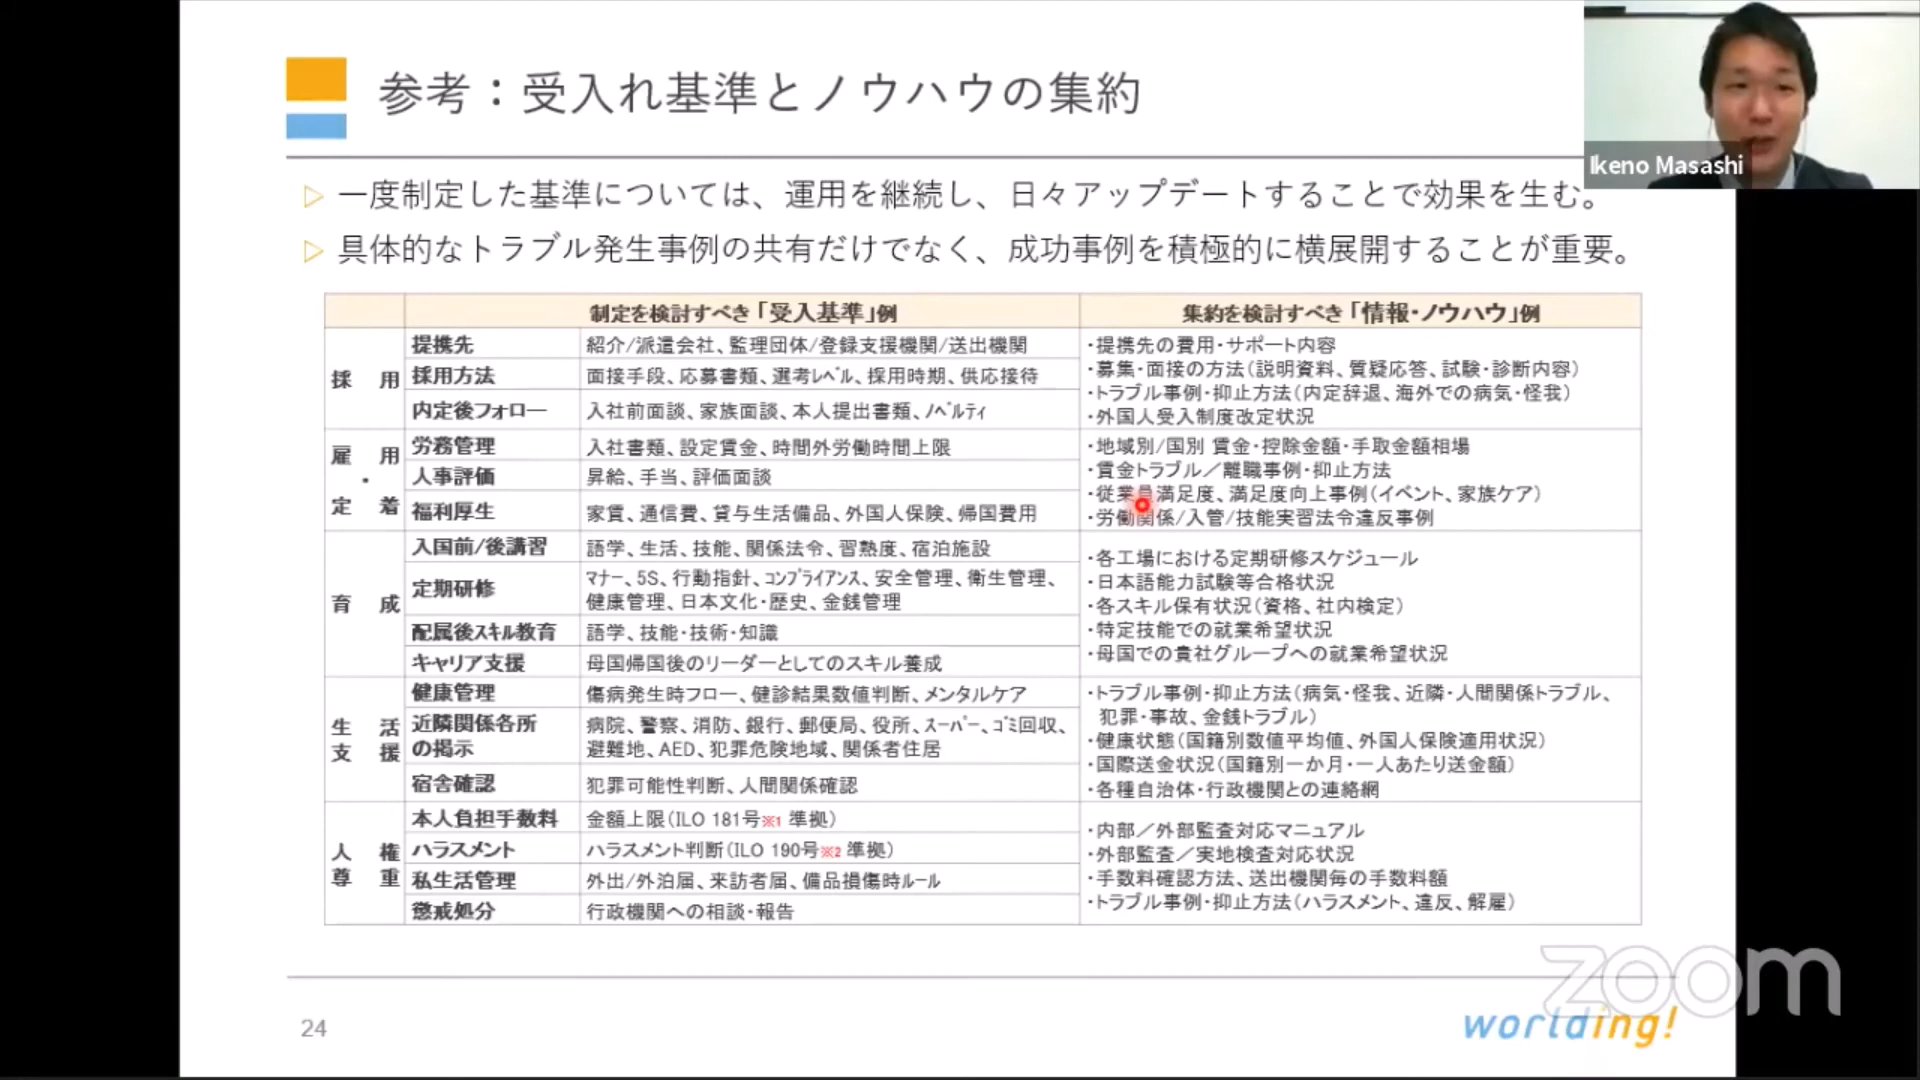 参考：受入れ基準とノウハウの集約
Ikeno Masashi
一度制定した基準については、運用を継続し、日々アップデートすることで効果を生む。
具体的なトラブル発生事例の共有だけでなく、成功事例を積極的に横展開することが重要。
制定を検討すべき「受入基準」例
集約を検討すべき「情報・ノウハウ」例
採用
提携先
紹介/派遣会社、監理団体/登録支援機関/送出機関
採用方法
面接手段、応募書類、選考ﾚﾍﾞﾙ、採用時期、供応接待
内定後フォロー
入社前面談、家族面談、本人提出書類、ﾉﾍﾞﾙﾃｨ
・提携先の費用・サポート内容
・募集・面接の方法（説明資料、質疑応答、試験・診断内容）
・トラブル事例・抑止方法（内定辞退、海外での病気・怪我）
・外国人受入制度改定状況
雇用
・
定着
労務管理
入社書類、設定賃金、時間外労働時間上限
人事評価
昇給、手当、評価面談
福利厚生
家賃、通信費、貸与生活備品、外国人保険、帰国費用
・地域別/国別 賃金・控除金額・手取金額相場
・賃金トラブル／離職事例・抑止方法
・従業員満足度、満足度向上事例（イベント、家族ケア）
・労働関係/入管/技能実習法令違反事例
育成
入国前/後講習
語学、生活、技能、関係法令、習熟度、宿泊施設
定期研修
ﾏﾅｰ、5S、行動指針、ｺﾝﾌﾟﾗｲｱﾝｽ、安全管理、衛生管理、
健康管理、日本文化・歴史、金銭管理
配属後ｽｷﾙ教育
語学、技能・技術・知識
キャリア支援
母国帰国後のリーダーとしてのスキル養成
・各工場における定期研修スケジュール
・日本語能力試験等合格状況
・各スキル保有状況（資格、社内検定）
・特定技能での就業希望状況
・母国での貴社グループへの就業希望状況
生活
支援
健康管理
傷病発生時フロー、健診結果数値判断、メンタルケア
近隣関係各所
の掲示
病院、警察、消防、銀行、郵便局、役所、ｽｰﾊﾟｰ、ｺﾞﾐ回収、
避難地、AED、犯罪危険地域、関係者住居
宿舎確認
犯罪可能性判断、人間関係確認
・トラブル事例・抑止方法（病気・怪我、近隣・人間関係トラブル、
犯罪・事故、金銭トラブル）
・健康状態（国籍別数値平均値、外国人保険適用状況）
・国際送金状況（国籍別一か月・一人あたり送金額）
・各種自治体・行政機関との連絡網
人権
尊重
本人負担手数料
金額上限（ILO 181号※1 準拠）
ハラスメント
ハラスメント判断（ILO 190号※2 準拠）
私生活管理
外出/外泊届、来訪者届、備品損傷時ﾙｰﾙ
懲戒処分
行政機関への相談・報告
・内部／外部監査対応マニュアル
・外部監査／実地検査対応状況
・手数料確認方法、送出機関毎の手数料額
・トラブル事例・抑止方法（ハラスメント、違反、解雇）
24
zoom
worlding!